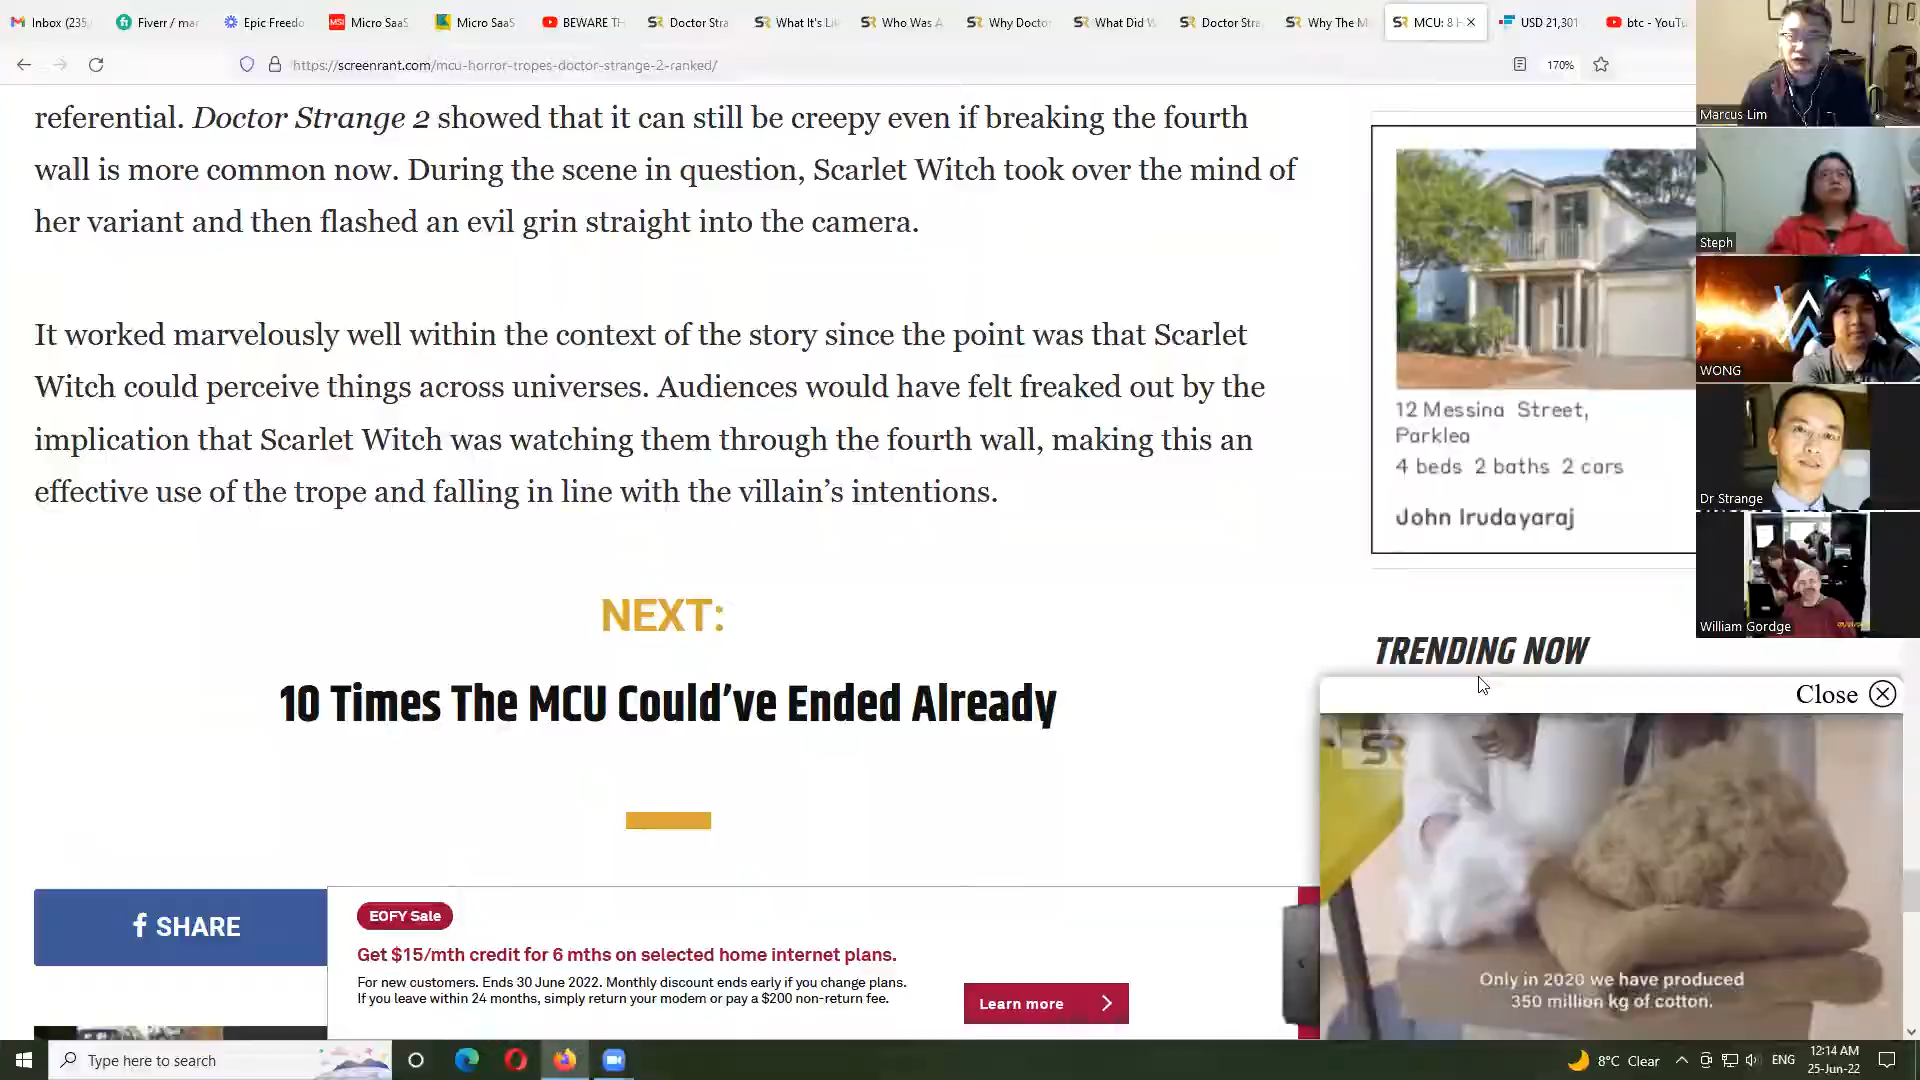 Inbox (235,
Fiverr / mar
Epic Freedo
Micro SaaS
Micro SaaS
BEWARE TH
Doctor Stra
What It's Li
Who Was A
Why Doctor
What Did W
Doctor Stra
Why The M
MCU: 8 H
USD 21,301
btc - YouTu
https://screenrant.com/mcu-horror-tropes-doctor-strange-2-ranked/
170%
referential. Doctor Strange 2 showed that it can still be creepy even if breaking the fourth
wall is more common now. During the scene in question, Scarlet Witch took over the mind of
her variant and then flashed an evil grin straight into the camera.
It worked marvelously well within the context of the story since the point was that Scarlet
Witch could perceive things across universes. Audiences would have felt freaked out by the
implication that Scarlet Witch was watching them through the fourth wall, making this an
effective use of the trope and falling in line with the villain's intentions.
NEXT:
10 Times The MCU Could've Ended Already
f SHARE
EOFY Sale
Get $15/mth credit for 6 mths on selected home internet plans.
For new customers. Ends 30 June 2022. Monthly discount ends early if you change plans.
If you leave within 24 months, simply return your modem or pay a $200 non-return fee.
Learn more
12 Messina Street,
Parklea
4 beds 2 baths 2 cars
John Irudayaraj
TRENDING NOW
Close
SR
Only in 2020 we have produced
350 million kg of cotton.
Marcus Lim
Steph
WONG
Dr Strange
William Gordge
Type here to search
8°C Clear
ENG
12:14 AM
25-Jun-22